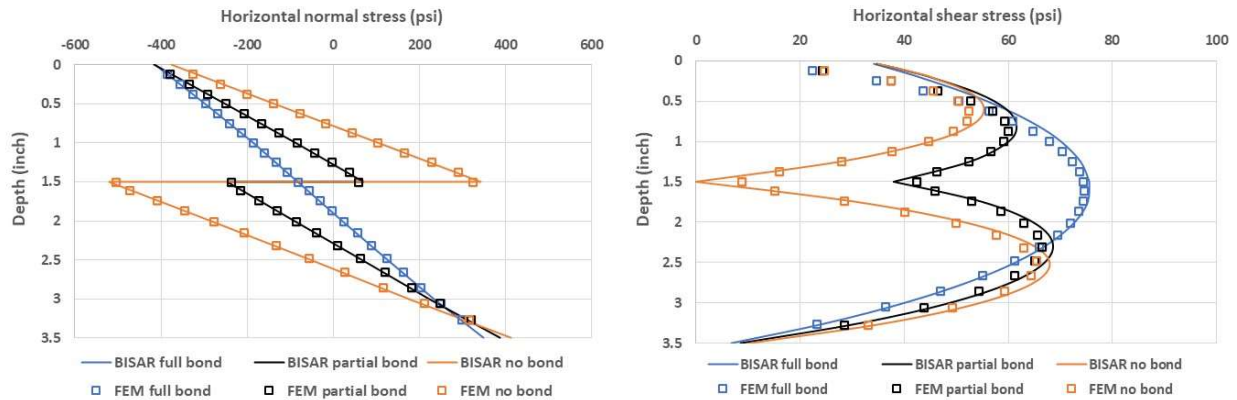 Horizontal normal stress (psi)
-600 -400 -200 0 200 400 600
Depth (inch)
0
0.5
1
1.5
2
2.5
3
3.5
BISAR full bond BISAR partial bond BISAR no bond
FEM full bond FEM partial bond FEM no bond
Horizontal shear stress (psi)
0 20 40 60 80 100
Depth (inch)
0
0.5
1
1.5
2
2.5
3
3.5
BISAR full bond BISAR partial bond BISAR no bond
FEM full bond FEM partial bond FEM no bond